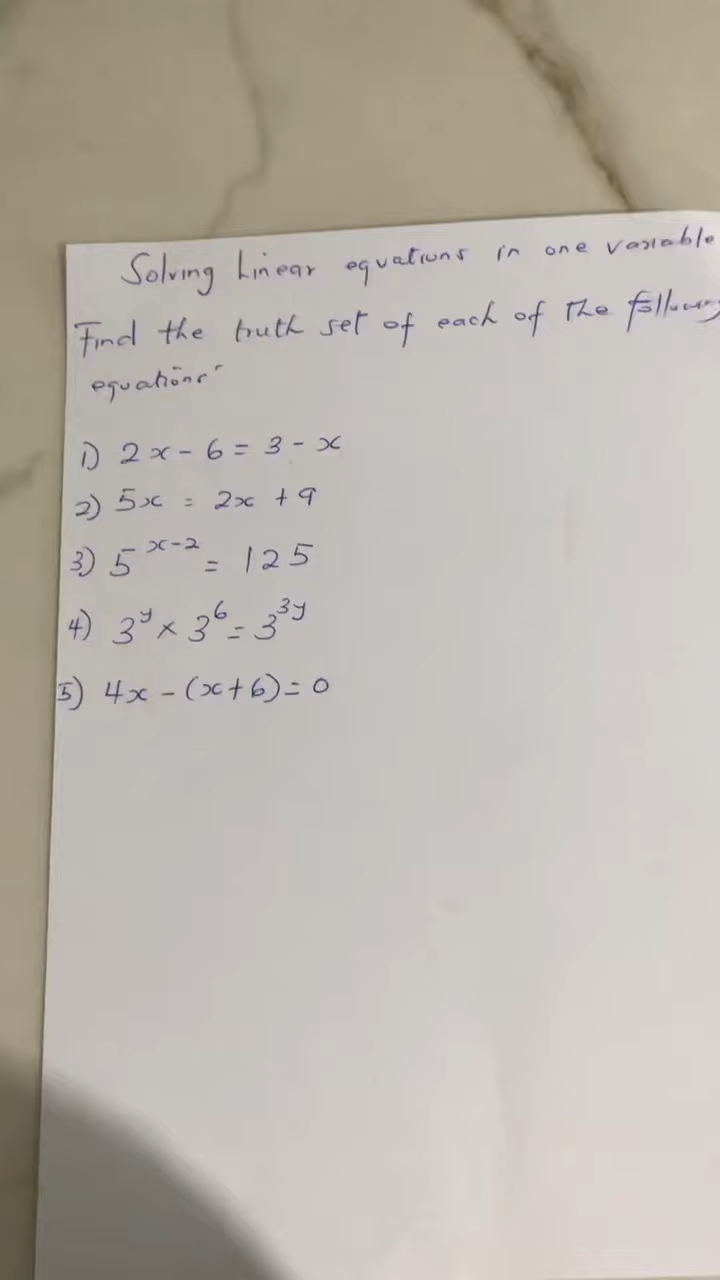 Solving Linear equations in one variable
Find the truth set of each of the following
equations
1) 2x - 6 = 3 - x
2) 5x = 2x + 9
3) 5^{x-2} = 125
4) 3^y × 3^6 = 3^{3y}
5) 4x - (x + 6) = 0